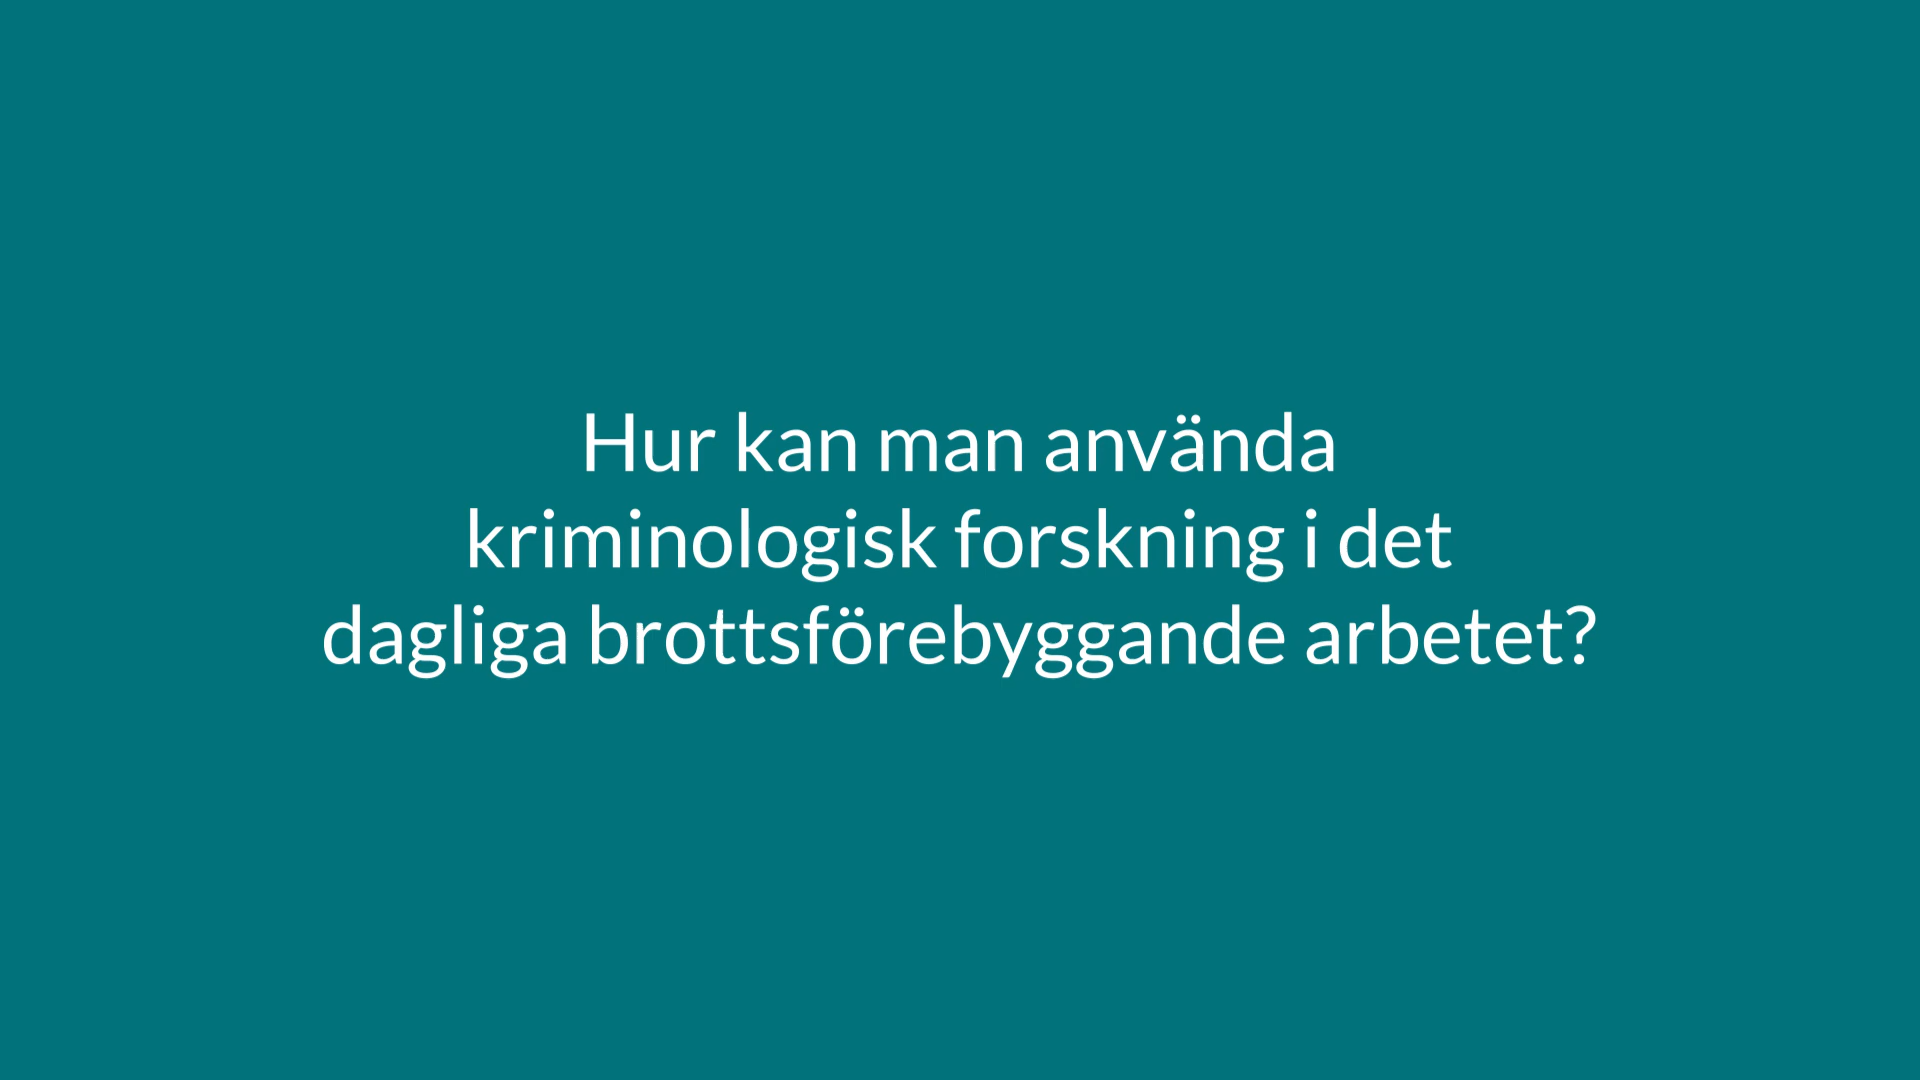 Hur kan man använda
kriminologisk forskning i det
dagliga brottsförebyggande arbetet?